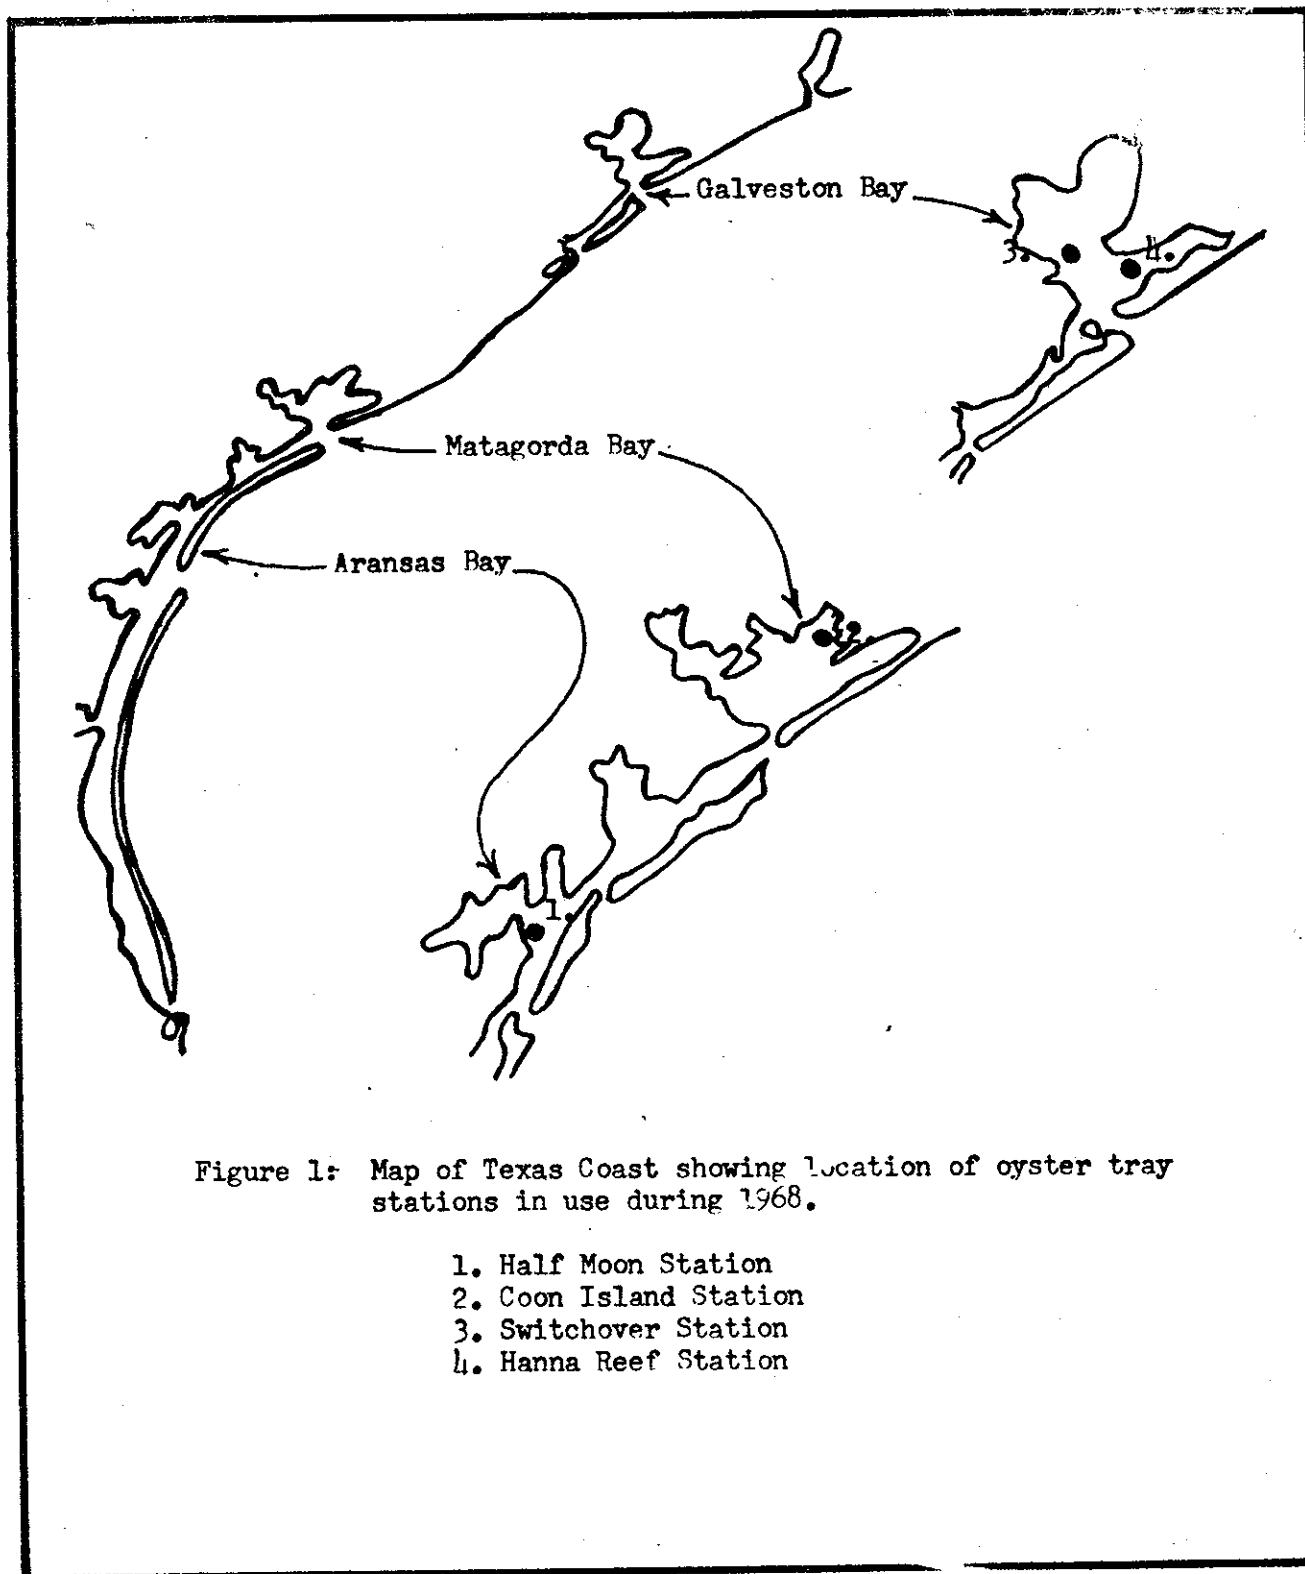 Galveston Bay
3.
4.
Matagorda Bay
2.
Aransas Bay
1.
Figure 1: Map of Texas Coast showing location of oyster tray
stations in use during 1968.
1. Half Moon Station
2. Coon Island Station
3. Switchover Station
4. Hanna Reef Station